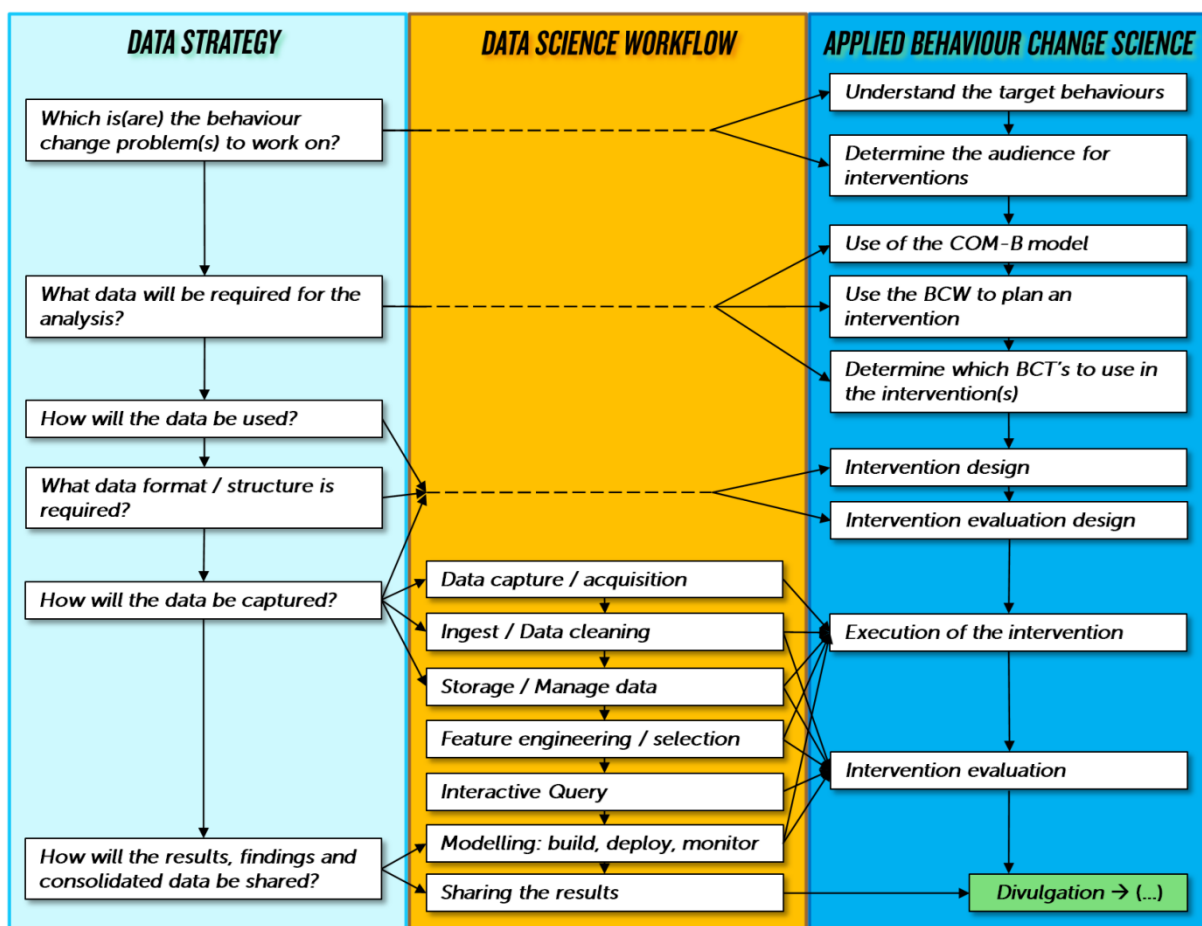 DATA STRATEGY
Which is(are) the behaviour
change problem(s) to work on?
What data will be required for the
analysis?
How will the data be used?
What data format / structure is
required?
How will the data be captured?
How will the results, findings and
consolidated data be shared?
DATA SCIENCE WORKFLOW
Data capture / acquisition
Ingest / Data cleaning
Storage / Manage data
Feature engineering / selection
Interactive Query
Modelling: build, deploy, monitor
Sharing the results
APPLIED BEHAVIOUR CHANGE SCIENCE
Understand the target behaviours
Determine the audience for
interventions
Use of the COM-B model
Use the BCW to plan an
intervention
Determine which BCT's to use in
the intervention(s)
Intervention design
Intervention evaluation design
Execution of the intervention
Intervention evaluation
Divulgation → (...)